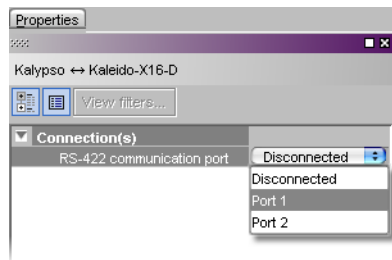 Properties
Kalypso ↔ Kaleido-X16-D
View filters...
Connection(s)
RS-422 communication port Disconnected
Disconnected
Port 1
Port 2